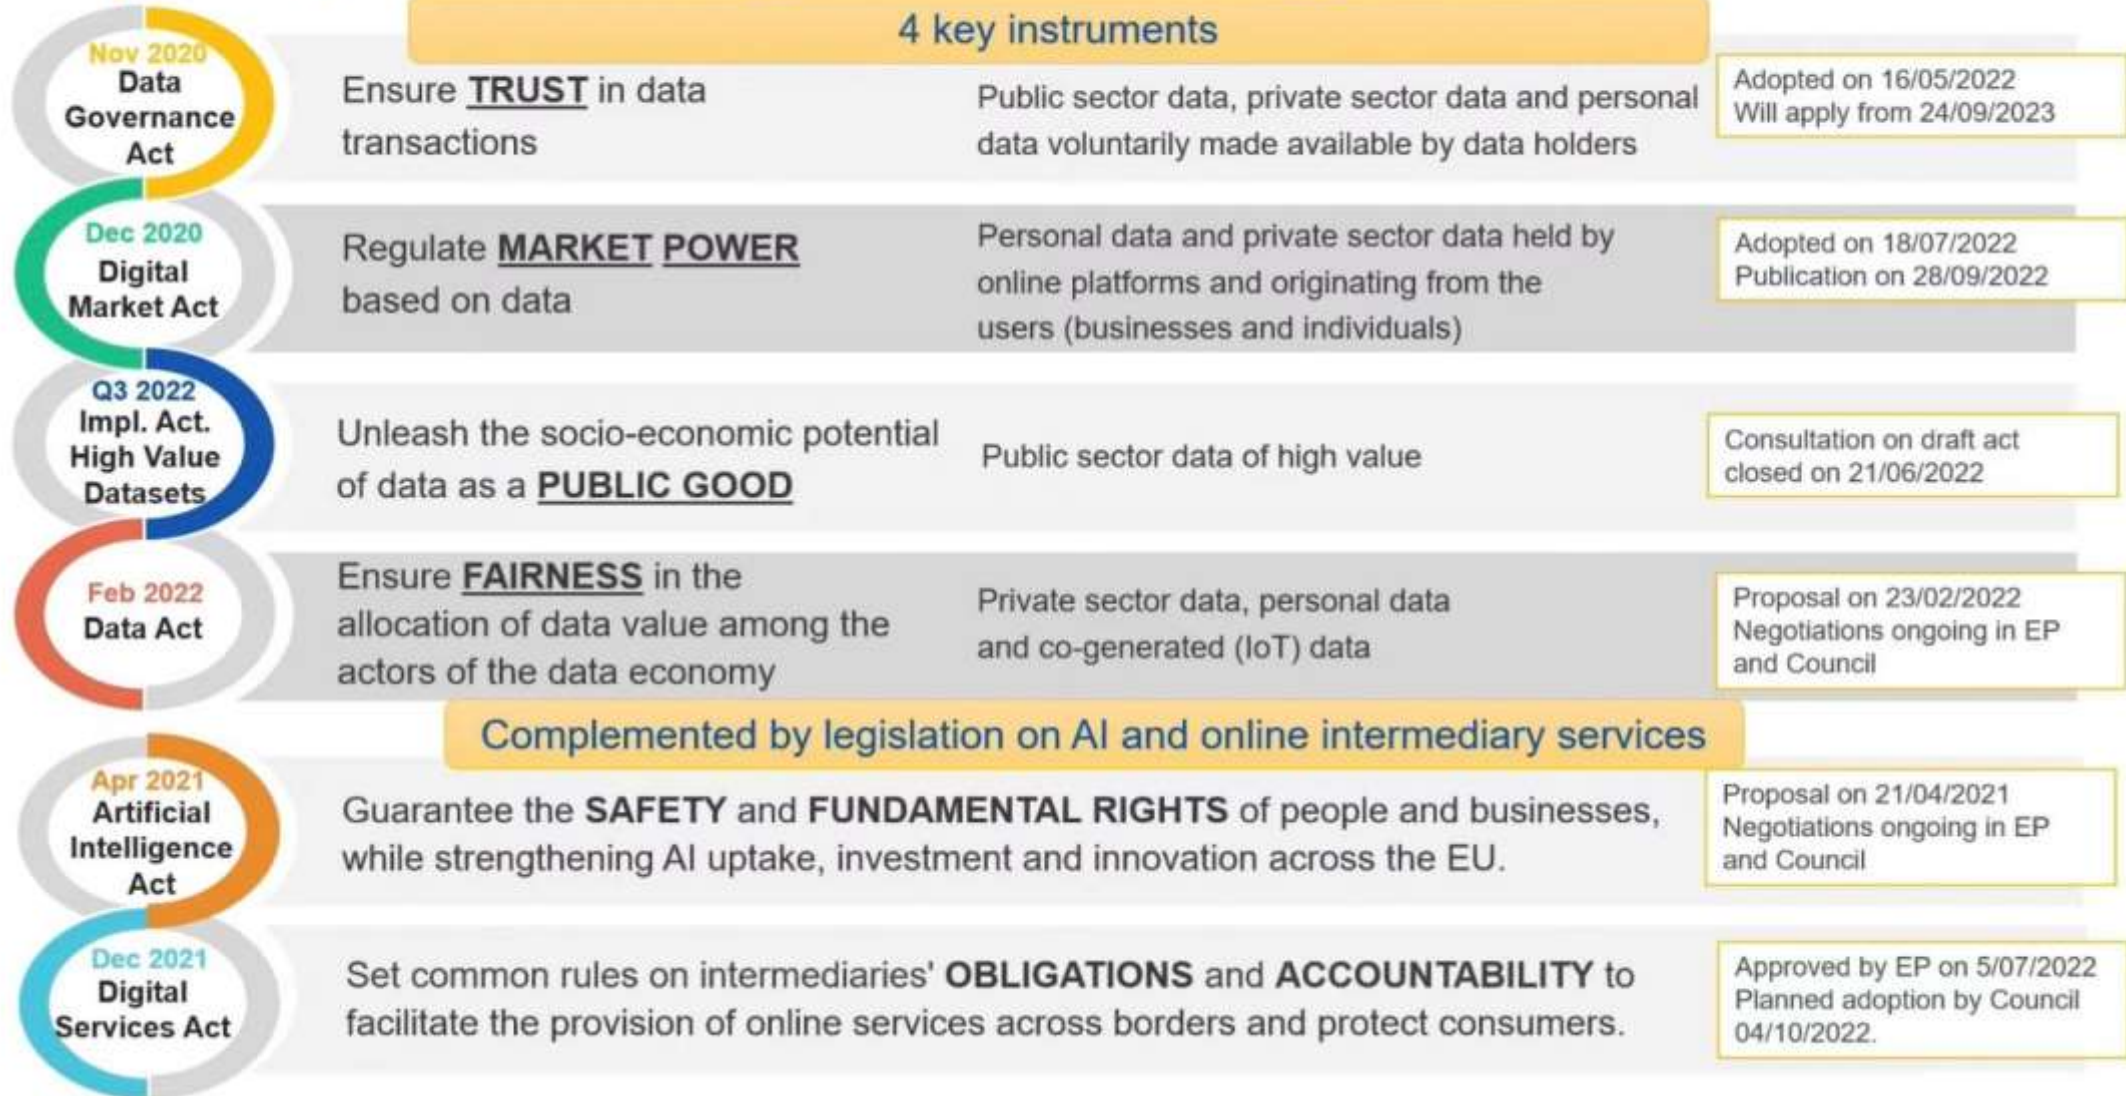 4 key instruments
Nov 2020
Data
Governance
Act
Ensure TRUST in data
transactions
Public sector data, private sector data and personal
data voluntarily made available by data holders
Adopted on 16/05/2022
Will apply from 24/09/2023
Dec 2020
Digital
Market Act
Regulate MARKET POWER
based on data
Personal data and private sector data held by
online platforms and originating from the
users (businesses and individuals)
Adopted on 18/07/2022
Publication on 28/09/2022
Q3 2022
Impl. Act.
High Value
Datasets
Unleash the socio-economic potential
of data as a PUBLIC GOOD
Public sector data of high value
Consultation on draft act
closed on 21/06/2022
Feb 2022
Data Act
Ensure FAIRNESS in the
allocation of data value among the
actors of the data economy
Private sector data, personal data
and co-generated (IoT) data
Proposal on 23/02/2022
Negotiations ongoing in EP
and Council
Complemented by legislation on AI and online intermediary services
Apr 2021
Artificial
Intelligence
Act
Guarantee the SAFETY and FUNDAMENTAL RIGHTS of people and businesses,
while strengthening AI uptake, investment and innovation across the EU.
Proposal on 21/04/2021
Negotiations ongoing in EP
and Council
Dec 2021
Digital
Services Act
Set common rules on intermediaries' OBLIGATIONS and ACCOUNTABILITY to
facilitate the provision of online services across borders and protect consumers.
Approved by EP on 5/07/2022
Planned adoption by Council
04/10/2022.